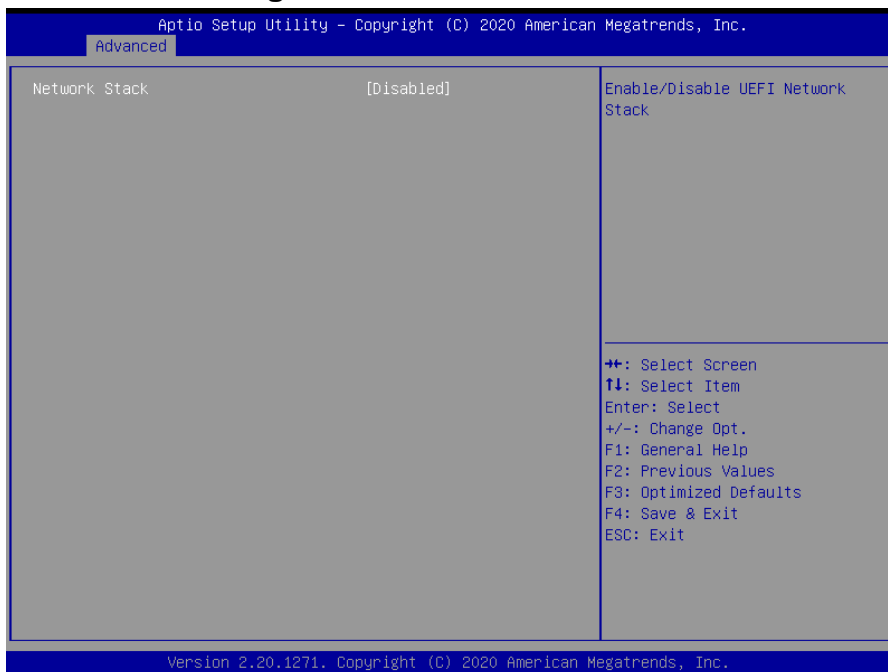 Aptio Setup Utility – Copyright (C) 2020 American Megatrends, Inc.
Advanced
Network Stack [Disabled]
Enable/Disable UEFI Network
Stack
→←: Select Screen
↑↓: Select Item
Enter: Select
+/-: Change Opt.
F1: General Help
F2: Previous Values
F3: Optimized Defaults
F4: Save & Exit
ESC: Exit
Version 2.20.1271. Copyright (C) 2020 American Megatrends, Inc.